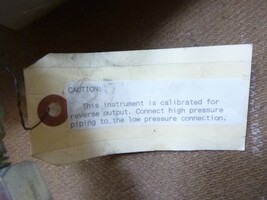 CAUTION:
This instrument is calibrated for
reverse output. Connect high pressure
piping to the low pressure connection.